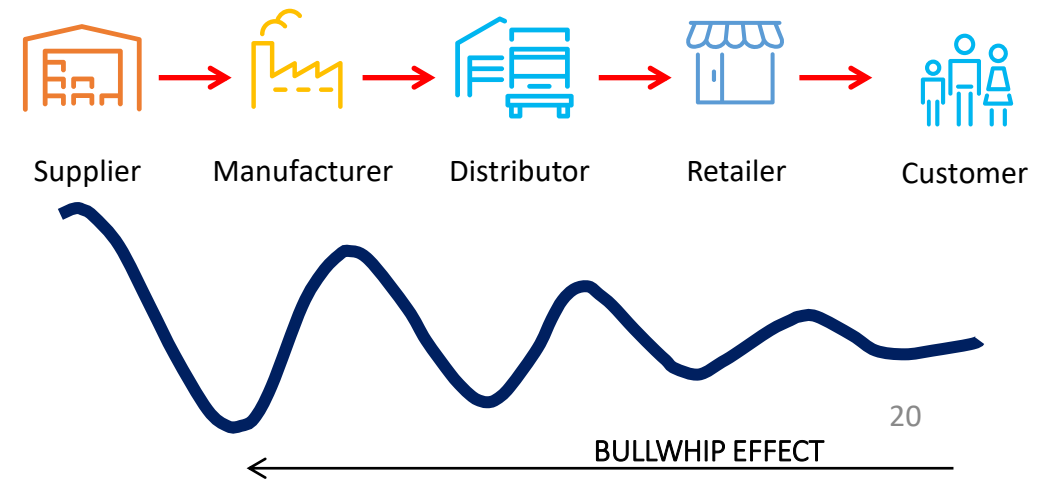 Supplier
Manufacturer
Distributor
Retailer
Customer
20
BULLWHIP EFFECT